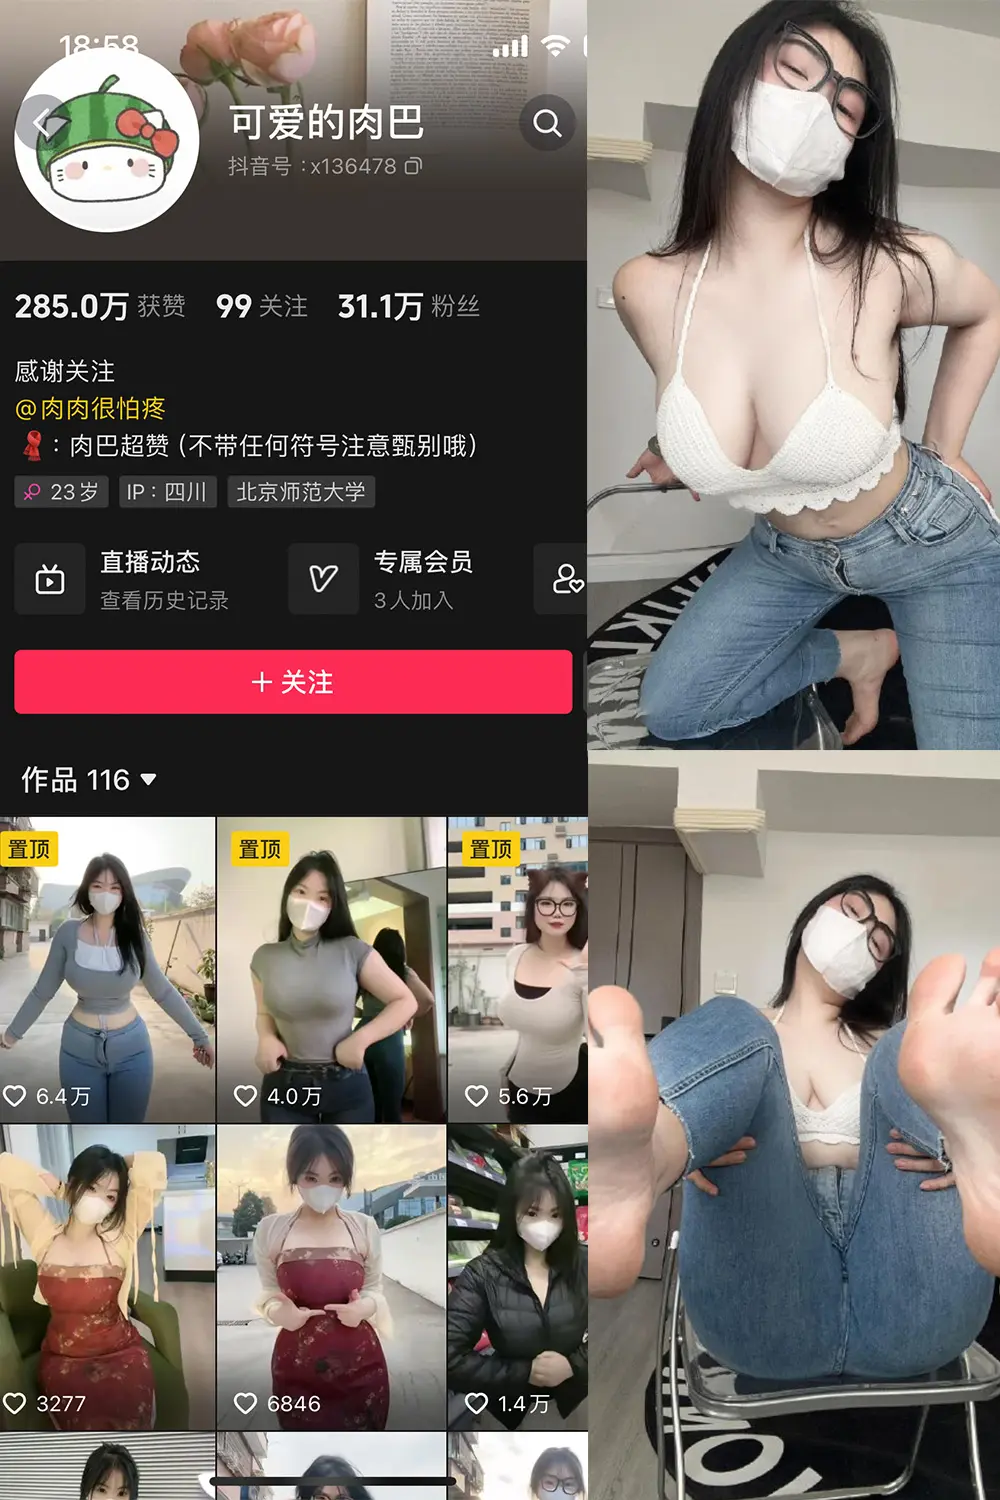 18:58
可爱的肉巴
抖音号：x136478
285.0万 获赞 99 关注 31.1万 粉丝
感谢关注
@肉肉很怕疼
：肉巴超赞（不带任何符号注意甄别哦）
23岁 IP：四川 北京师范大学
直播动态 专属会员
查看历史记录 3人加入
+ 关注
作品 116
置顶 置顶 置顶
6.4万 4.0万 5.6万
3277 6846 1.4万